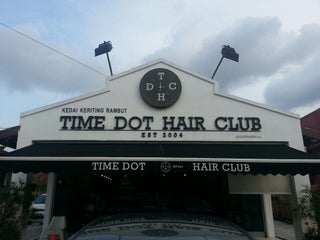 T D C H
KEDAI KERITING RAMBUT
TIME DOT HAIR CLUB
EST 2004
TIME DOT HAIR CLUB